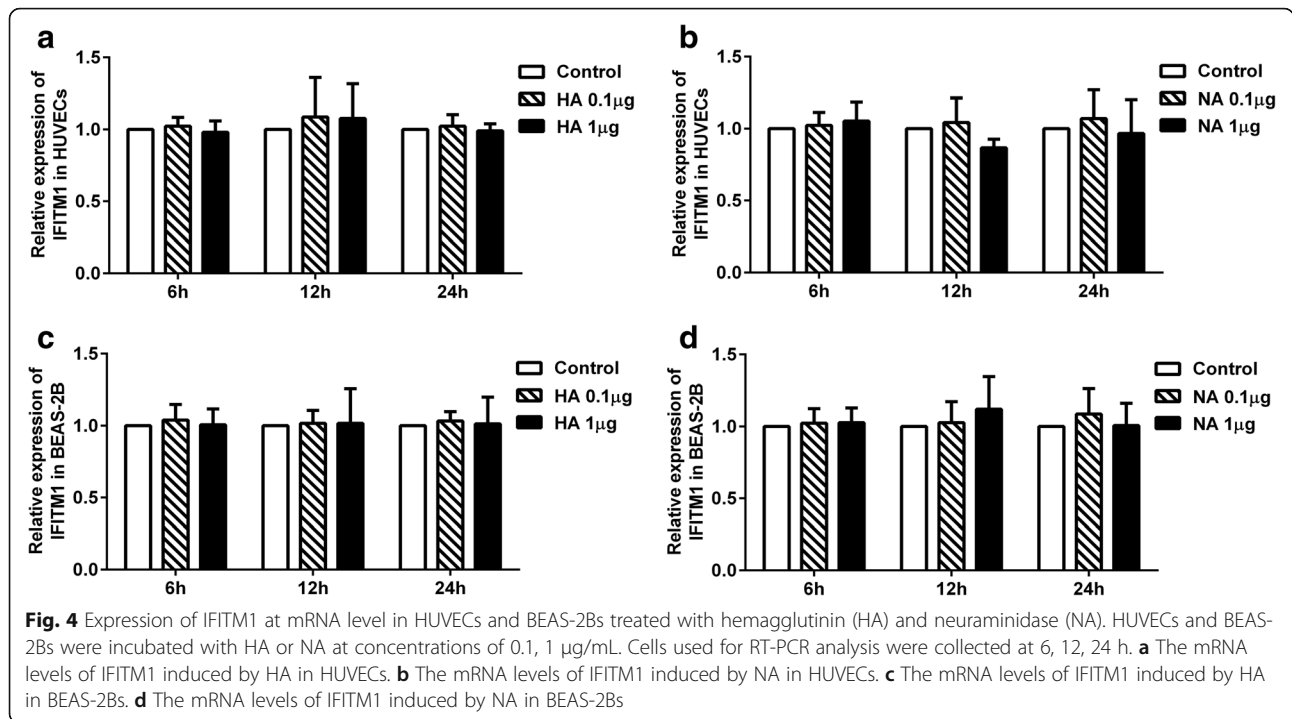 a
Relative expression of
IFITM1 in HUVECs
1.5
1.0
0.5
0.0
6h 12h 24h
Control
HA 0.1μg
HA 1μg
b
Relative expression of
IFITM1 in HUVECs
1.5
1.0
0.5
0.0
6h 12h 24h
Control
NA 0.1μg
NA 1μg
c
Relative expression of
IFITM1 in BEAS-2B
1.5
1.0
0.5
0.0
6h 12h 24h
Control
HA 0.1μg
HA 1μg
d
Relative expression of
IFITM1 in BEAS-2B
1.5
1.0
0.5
0.0
6h 12h 24h
Control
NA 0.1μg
NA 1μg
Fig. 4 Expression of IFITM1 at mRNA level in HUVECs and BEAS-2Bs treated with hemagglutinin (HA) and neuraminidase (NA). HUVECs and BEAS-
2Bs were incubated with HA or NA at concentrations of 0.1, 1 μg/mL. Cells used for RT-PCR analysis were collected at 6, 12, 24 h. a The mRNA
levels of IFITM1 induced by HA in HUVECs. b The mRNA levels of IFITM1 induced by NA in HUVECs. c The mRNA levels of IFITM1 induced by HA
in BEAS-2Bs. d The mRNA levels of IFITM1 induced by NA in BEAS-2Bs